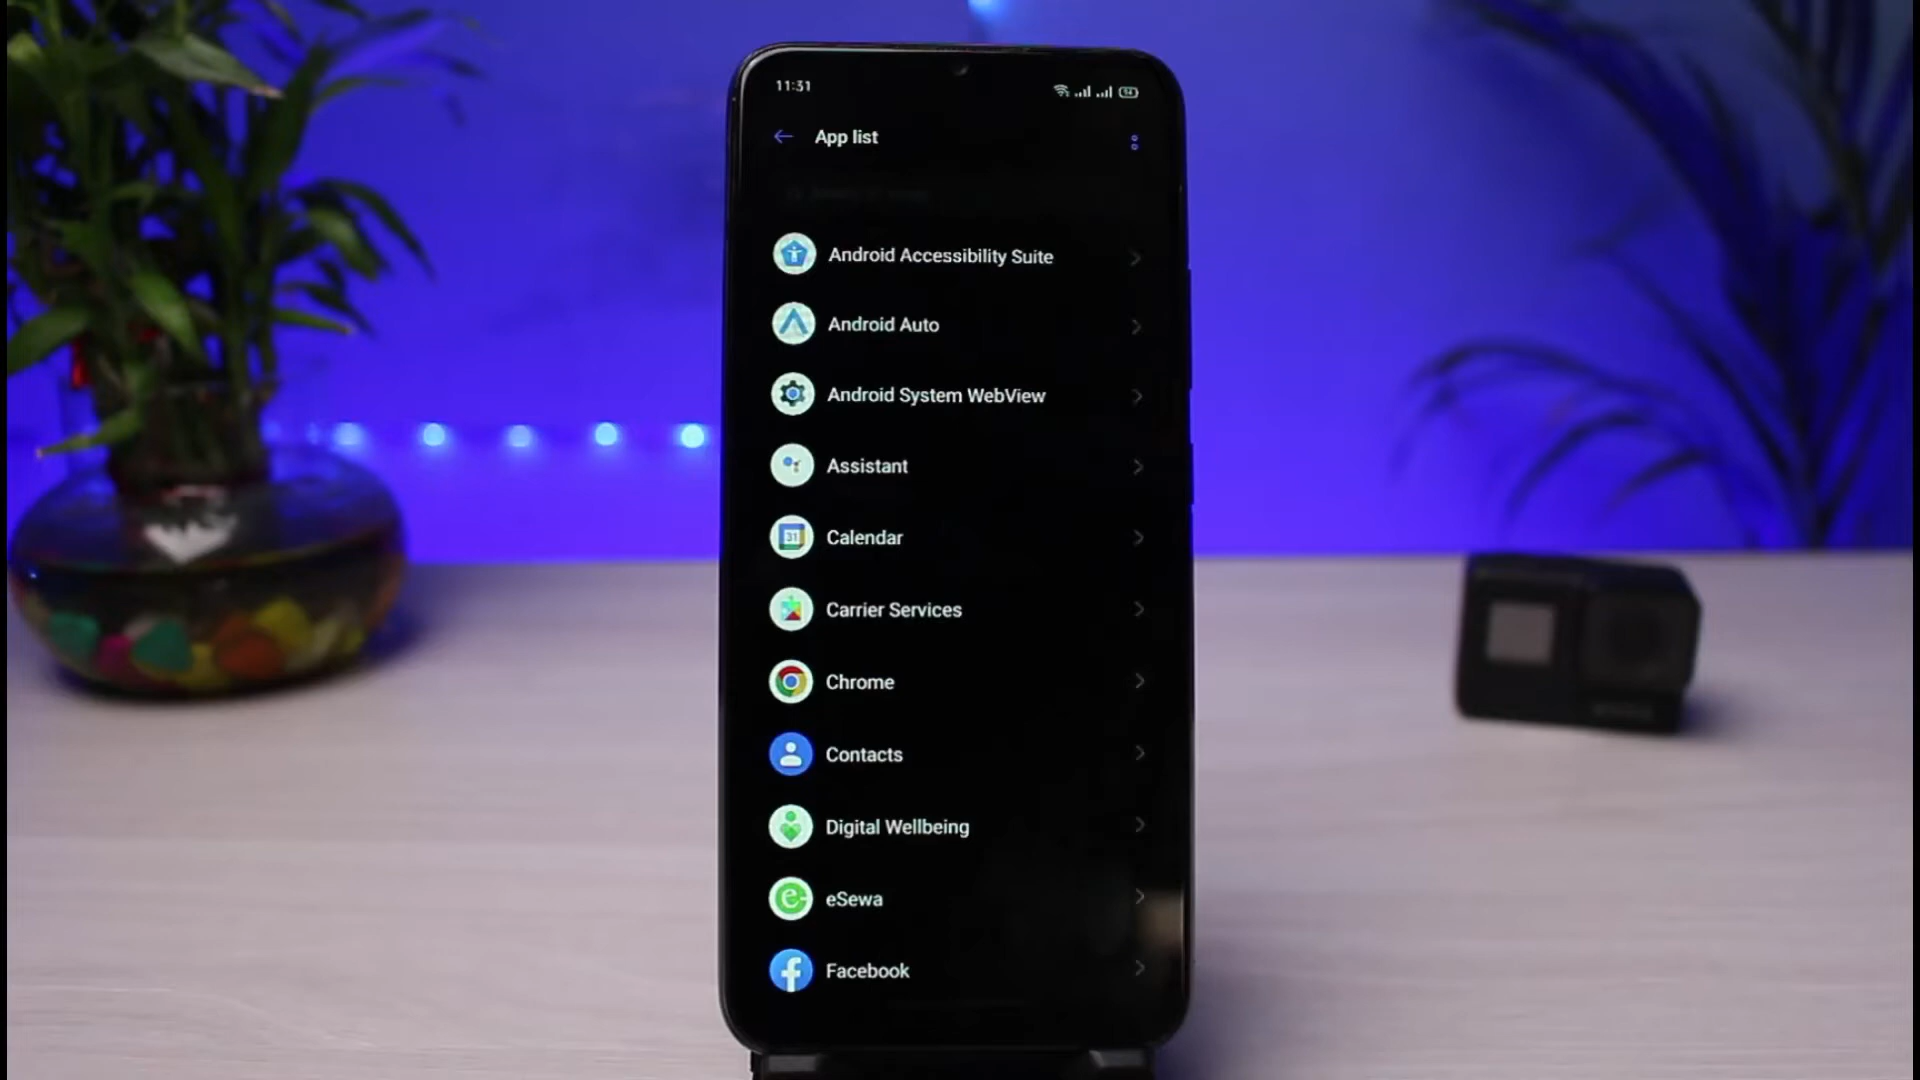 11:31
App list
Android Accessibility Suite
Android Auto
Android System WebView
Assistant
31
Calendar
Carrier Services
Chrome
Contacts
Digital Wellbeing
eSewa
Facebook